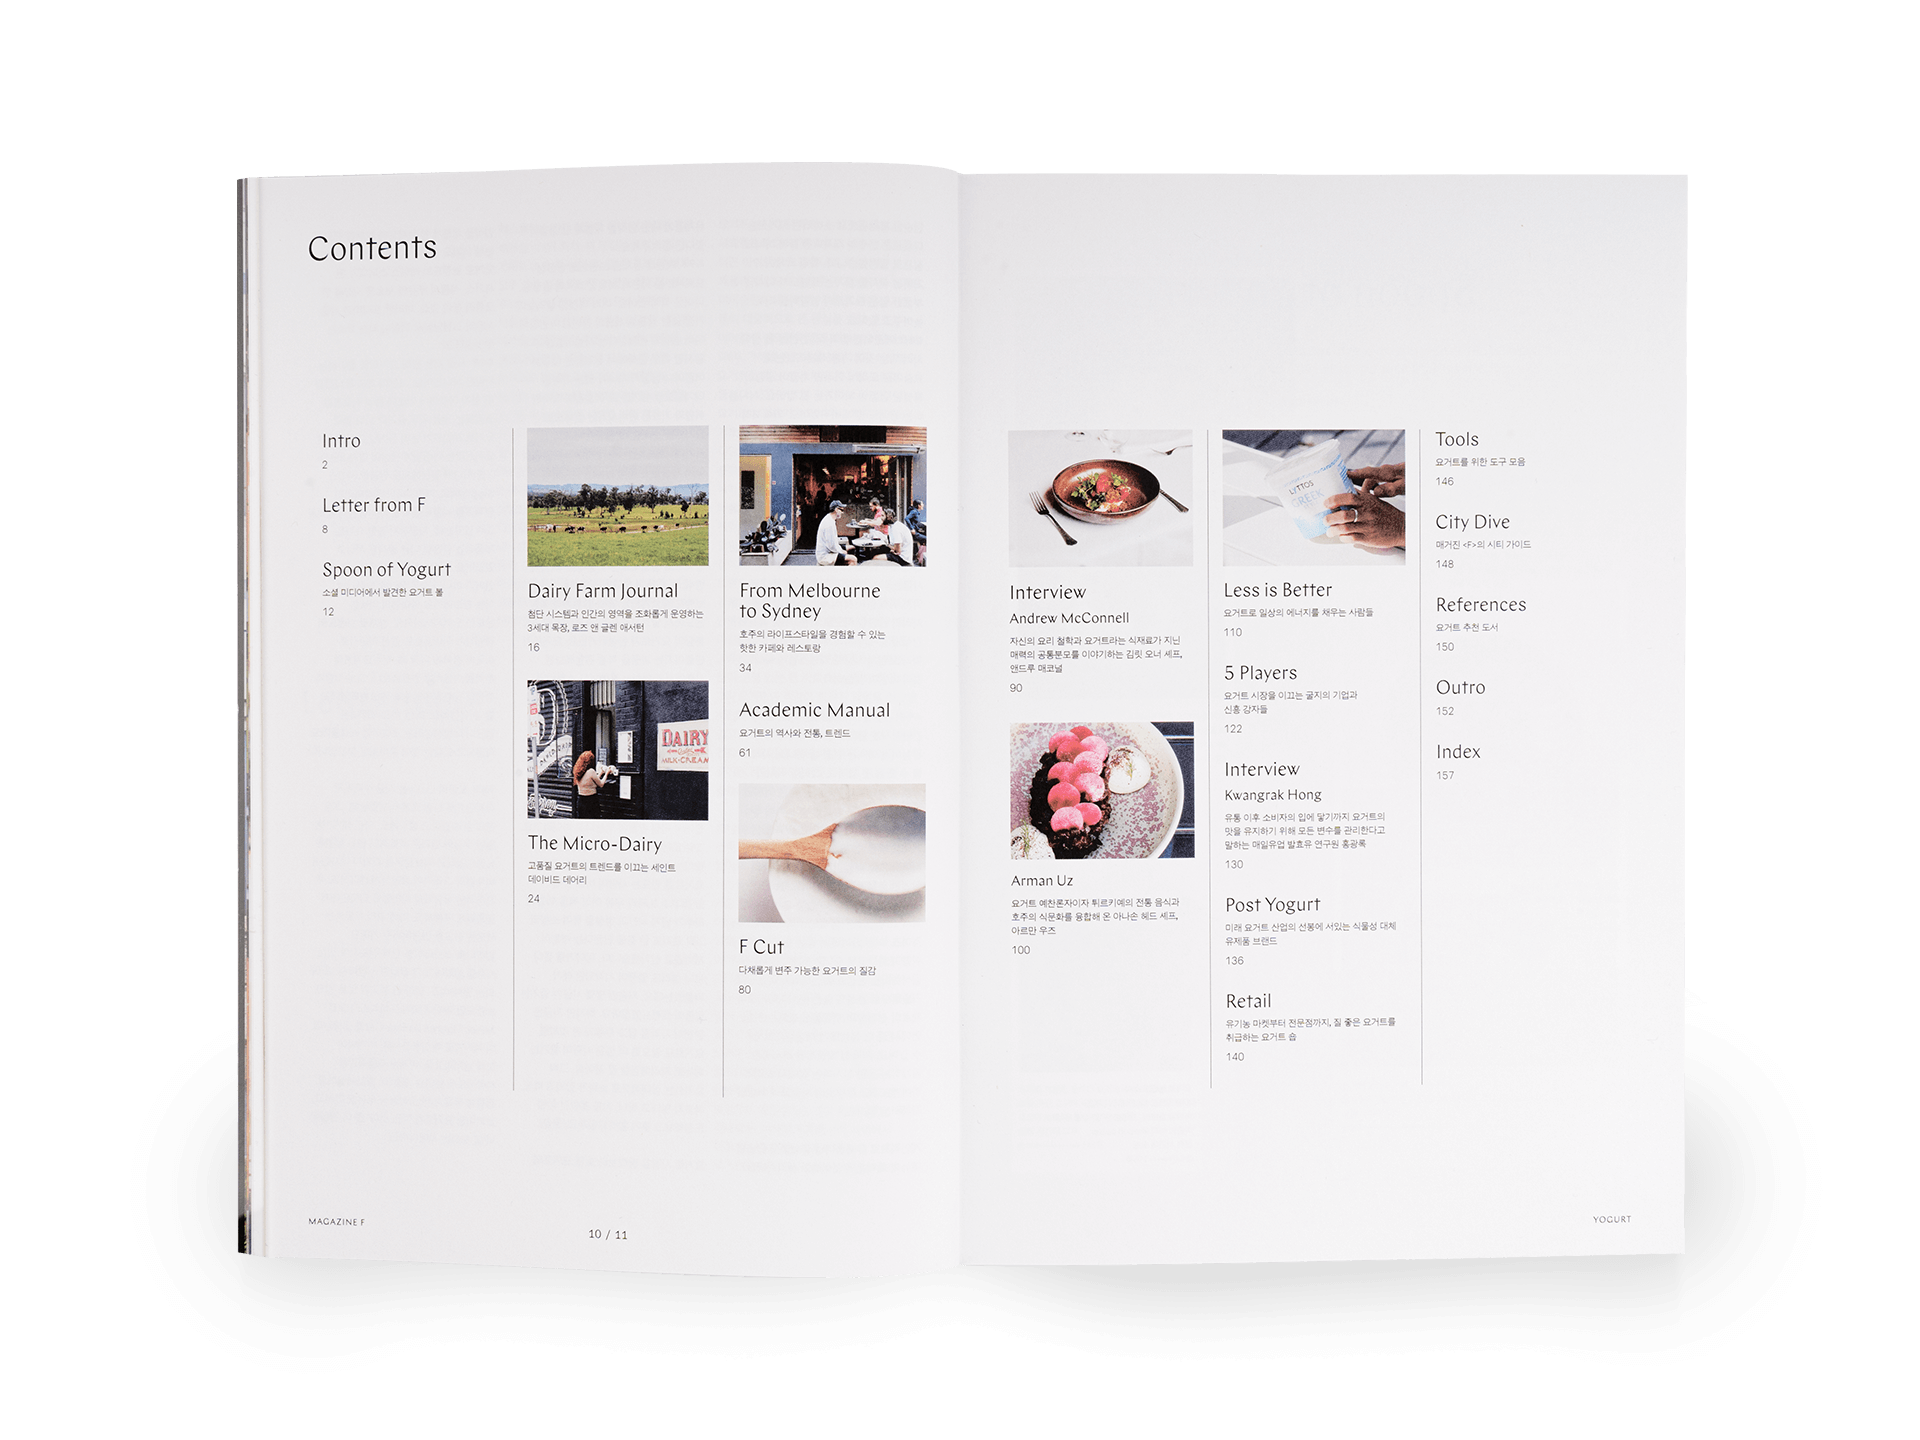 Contents
Intro
2
Letter from F
8
Spoon of Yogurt
소셜 미디어에서 발견한 요거트 볼
12
Dairy Farm Journal
첨단 시스템과 인간의 영역을 조화롭게 운영하는
3세대 목장, 로즈 앤 글렌 애서턴
16
DAIRY
MILK-CREAM
The Micro-Dairy
고품질 요거트의 트렌드를 이끄는 세인트
데이비드 데어리
24
From Melbourne
to Sydney
호주의 라이프스타일을 경험할 수 있는
핫한 카페와 레스토랑
34
Academic Manual
요거트의 역사와 전통, 트렌드
61
F Cut
다채롭게 변주 가능한 요거트의 질감
80
Interview
Andrew McConnell
자신의 요리 철학과 요거트라는 식재료가 지닌
매력의 공통분모를 이야기하는 김릿 오너 셰프,
앤드루 매코널
90
Arman Uz
요거트 예찬론자이자 튀르키예의 전통 음식과
호주의 식문화를 융합해 온 아나손 헤드 셰프,
아르만 우즈
100
LYTTOS
GREEK
Less is Better
요거트로 일상의 에너지를 채우는 사람들
110
5 Players
요거트 시장을 이끄는 굴지의 기업과
신흥 강자들
122
Interview
Kwangrak Hong
유통 이후 소비자의 입에 닿기까지 요거트의
맛을 유지하기 위해 모든 변수를 관리한다고
말하는 매일유업 발효유 연구원 홍광록
130
Post Yogurt
미래 요거트 산업의 선봉에 서있는 식물성 대체
유제품 브랜드
136
Retail
유기농 마켓부터 전문점까지, 질 좋은 요거트를
취급하는 요거트 숍
140
Tools
요거트를 위한 도구 모음
146
City Dive
매거진 <F>의 시티 가이드
148
References
요거트 추천 도서
150
Outro
152
Index
157
MAGAZINE F
10 / 11
YOGURT